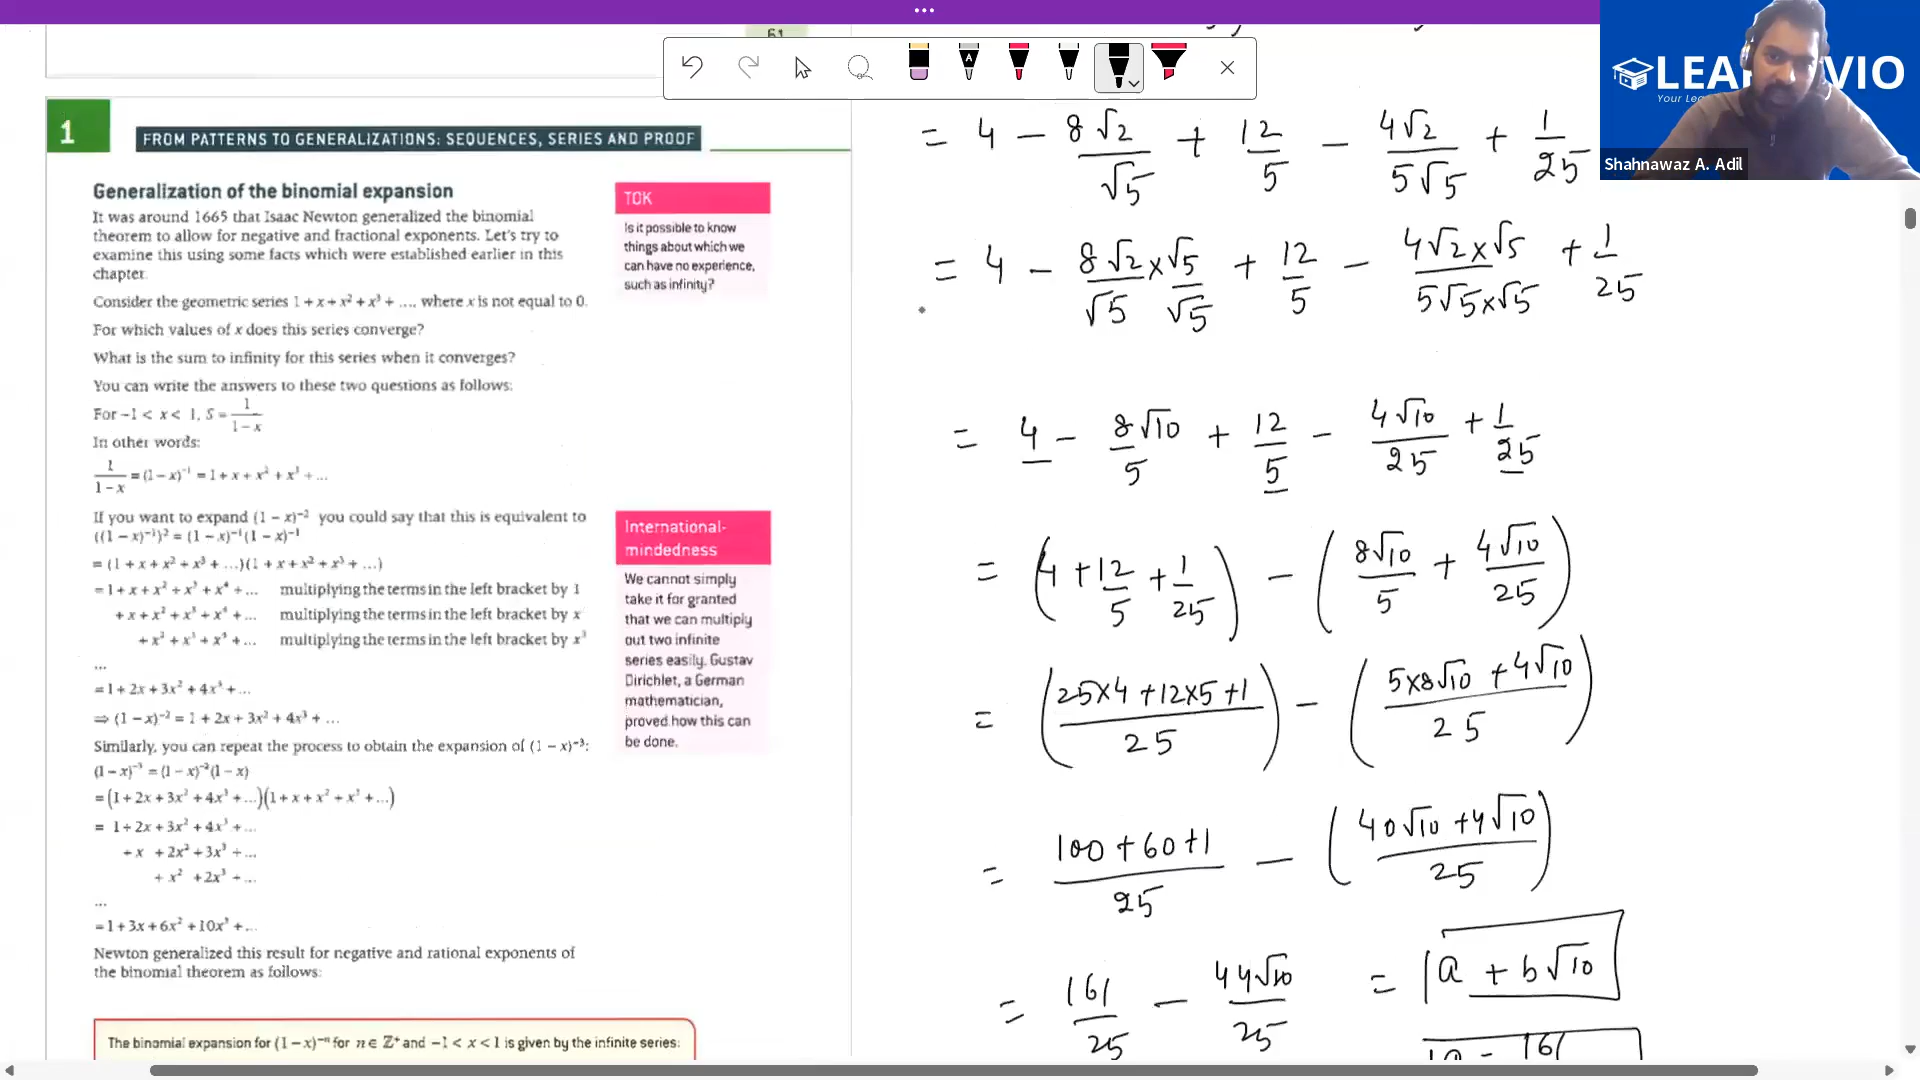 61
1
FROM PATTERNS TO GENERALIZATIONS: SEQUENCES, SERIES AND PROOF
Generalization of the binomial expansion
It was around 1665 that Isaac Newton generalized the binomial
theorem to allow for negative and fractional exponents. Let's try to
examine this using some facts which were established earlier in this
chapter.
Consider the geometric series 1 + x + x² + x³ + .... where x is not equal to 0.
For which values of x does this series converge?
What is the sum to infinity for this series when it converges?
You can write the answers to these two questions as follows:
For −1 < x < 1, S = 1/(1 − x)
In other words:
1/(1 − x) = (1 − x)⁻¹ = 1 + x + x² + x³ + ...
If you want to expand (1 − x)⁻² you could say that this is equivalent to
((1 − x)⁻¹)² = (1 − x)⁻¹(1 − x)⁻¹
= (1 + x + x² + x³ + ...)(1 + x + x² + x³ + ...)
= 1 + x + x² + x³ + x⁴ + ... multiplying the terms in the left bracket by 1
+ x + x² + x³ + x⁴ + ... multiplying the terms in the left bracket by x
+ x² + x³ + x⁴ + ... multiplying the terms in the left bracket by x²
...
= 1 + 2x + 3x² + 4x³ + ...
⇒ (1 − x)⁻² = 1 + 2x + 3x² + 4x³ + ...
Similarly, you can repeat the process to obtain the expansion of (1 − x)⁻³:
(1 − x)⁻³ = (1 − x)⁻²(1 − x)
= (1 + 2x + 3x² + 4x³ + ...)(1 + x + x² + x³ + ...)
= 1 + 2x + 3x² + 4x³ + ...
+ x + 2x² + 3x³ + ...
+ x² + 2x³ + ...
...
= 1 + 3x + 6x² + 10x³ + ...
Newton generalized this result for negative and rational exponents of
the binomial theorem as follows:
The binomial expansion for (1 − x)⁻ⁿ for n ∈ ℤ⁺ and −1 < x < 1 is given by the infinite series:
TOK
Is it possible to know
things about which we
can have no experience,
such as infinity?
International-
mindedness
We cannot simply
take it for granted
that we can multiply
out two infinite
series easily. Gustav
Dirichlet, a German
mathematician,
proved how this can
be done.
= 4 − 8√2/√5 + 12/5 − 4√2/5√5 + 1/25
= 4 − 8√2×√5/√5 √5 + 12/5 − 4√2×√5/5√5×√5 + 1/25
= 4 − 8√10/5 + 12/5 − 4√10/25 + 1/25
= (4 + 12/5 + 1/25) − (8√10/5 + 4√10/25)
= (25×4 + 12×5 + 1/25) − (5×8√10 + 4√10/25)
= 100 + 60 + 1/25 − (40√10 + 4√10/25)
= 161/25 − 44√10/25 = a + b√10
a = 161
VIO
Shahnawaz A. Adil